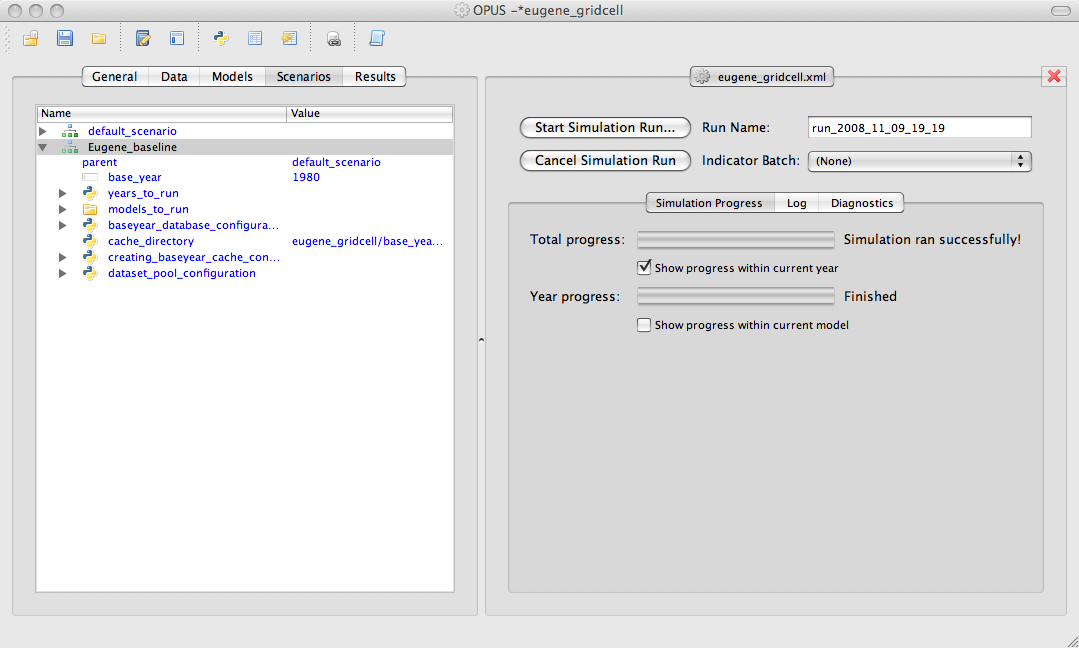 OPUS -*eugene_gridcell
General Data Models Scenarios Results
eugene_gridcell.xml
Name Value
default_scenario
Eugene_baseline
parent default_scenario
base_year 1980
years_to_run
models_to_run
baseyear_database_configura...
cache_directory eugene_gridcell/base_yea...
creating_baseyear_cache_con...
dataset_pool_configuration
Start Simulation Run... Run Name: run_2008_11_09_19_19
Cancel Simulation Run Indicator Batch: (None)
Simulation Progress Log Diagnostics
Total progress: Simulation ran successfully!
Show progress within current year
Year progress: Finished
Show progress within current model